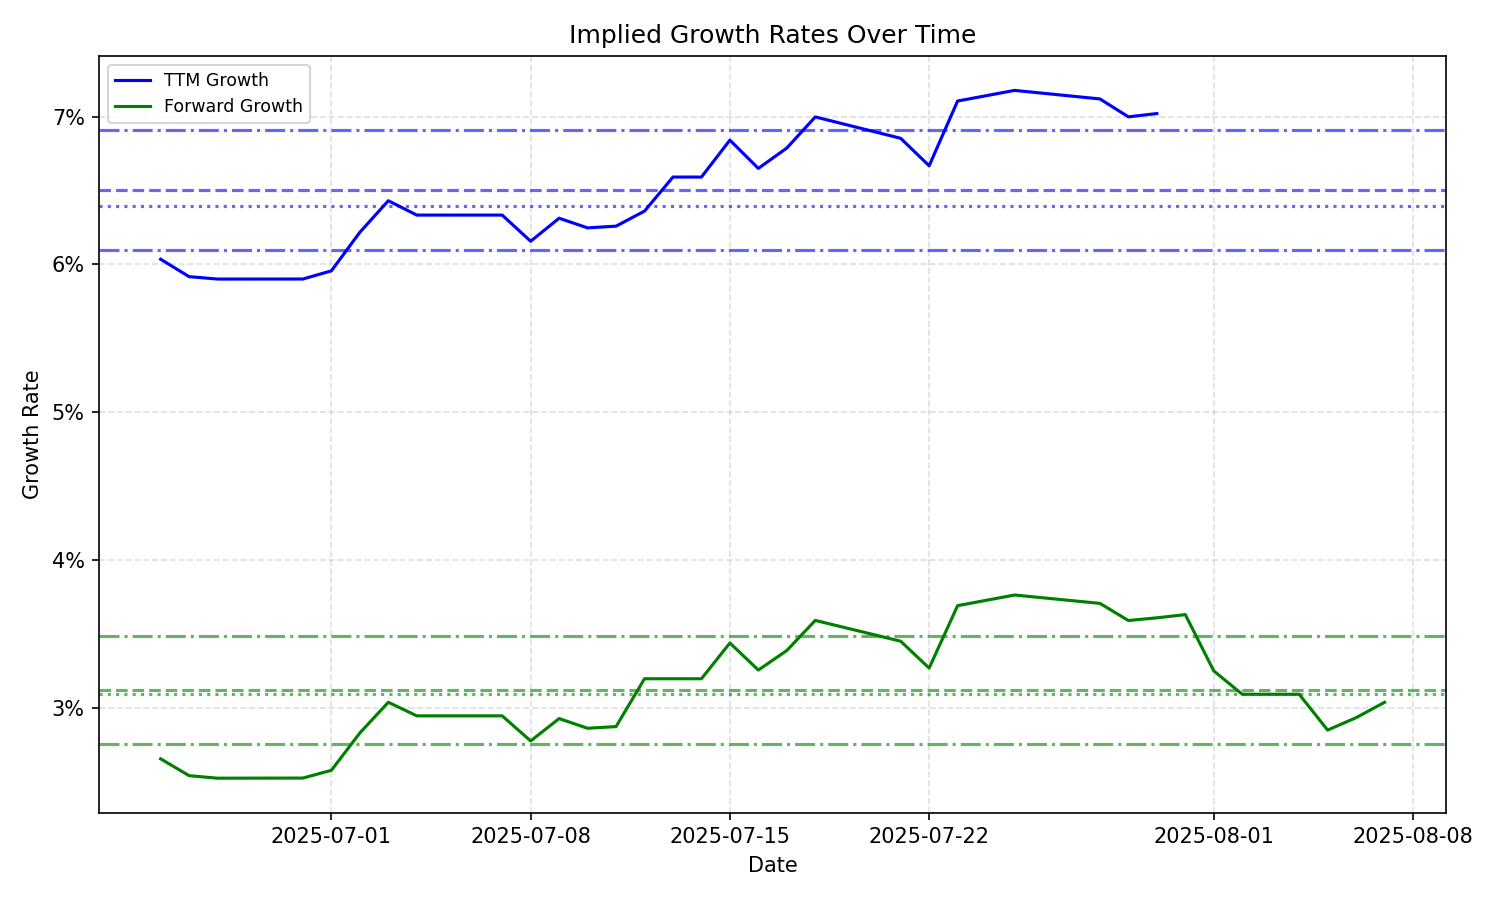 Implied Growth Rates Over Time
TTM Growth
Forward Growth
7%
6%
5%
4%
3%
Growth Rate
2025-07-01
2025-07-08
2025-07-15
2025-07-22
2025-08-01
2025-08-08
Date